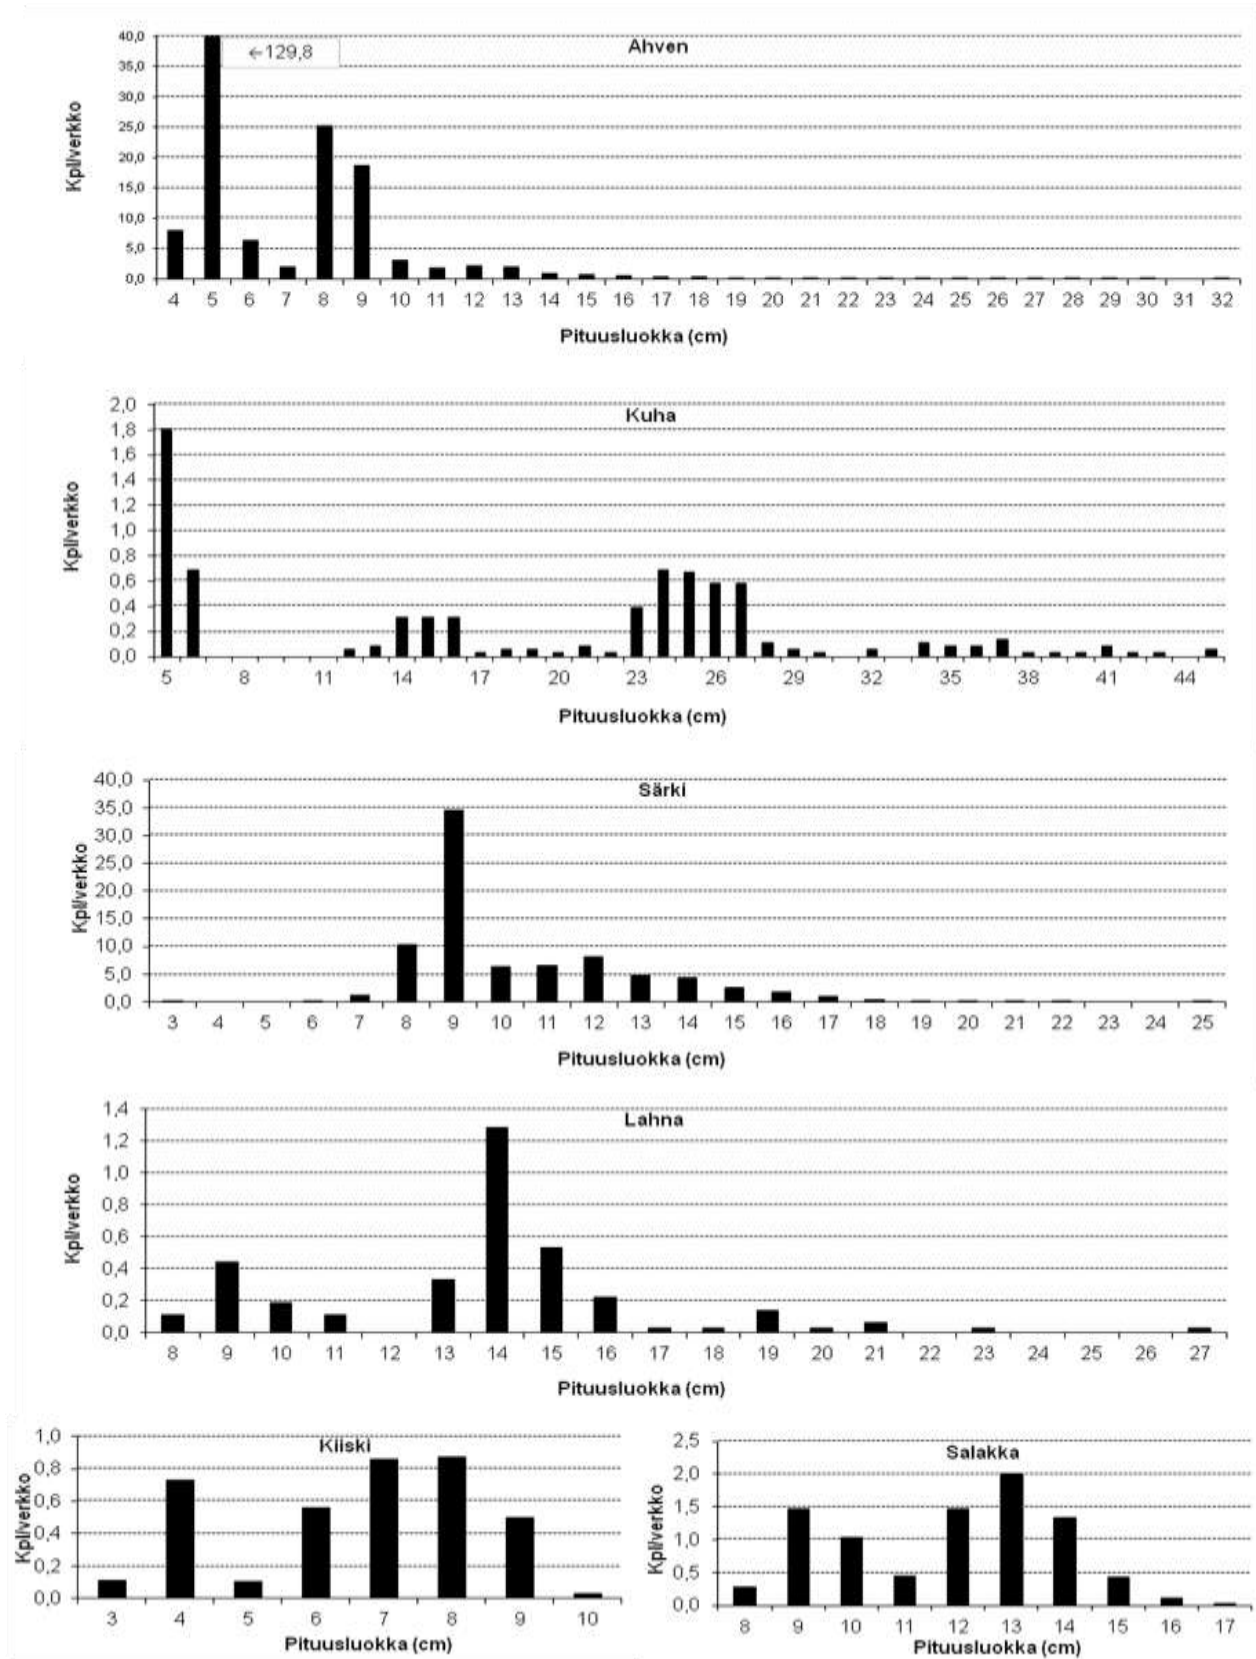 Ahven
←129,8
40,0
35,0
30,0
25,0
20,0
15,0
10,0
5,0
0,0
Kpl/verkko
4 5 6 7 8 9 10 11 12 13 14 15 16 17 18 19 20 21 22 23 24 25 26 27 28 29 30 31 32
Pituusluokka (cm)
Kuha
2,0
1,8
1,6
1,4
1,2
1,0
0,8
0,6
0,4
0,2
0,0
Kpl/verkko
5 8 11 14 17 20 23 26 29 32 35 38 41 44
Pituusluokka (cm)
Särki
40,0
35,0
30,0
25,0
20,0
15,0
10,0
5,0
0,0
Kpl/verkko
3 4 5 6 7 8 9 10 11 12 13 14 15 16 17 18 19 20 21 22 23 24 25
Pituusluokka (cm)
Lahna
1,4
1,2
1,0
0,8
0,6
0,4
0,2
0,0
Kpl/verkko
8 9 10 11 12 13 14 15 16 17 18 19 20 21 22 23 24 25 26 27
Pituusluokka (cm)
Kiiski
1,0
0,8
0,6
0,4
0,2
0,0
Kpl/verkko
3 4 5 6 7 8 9 10
Pituusluokka (cm)
Salakka
2,5
2,0
1,5
1,0
0,5
0,0
Kpl/verkko
8 9 10 11 12 13 14 15 16 17
Pituusluokka (cm)